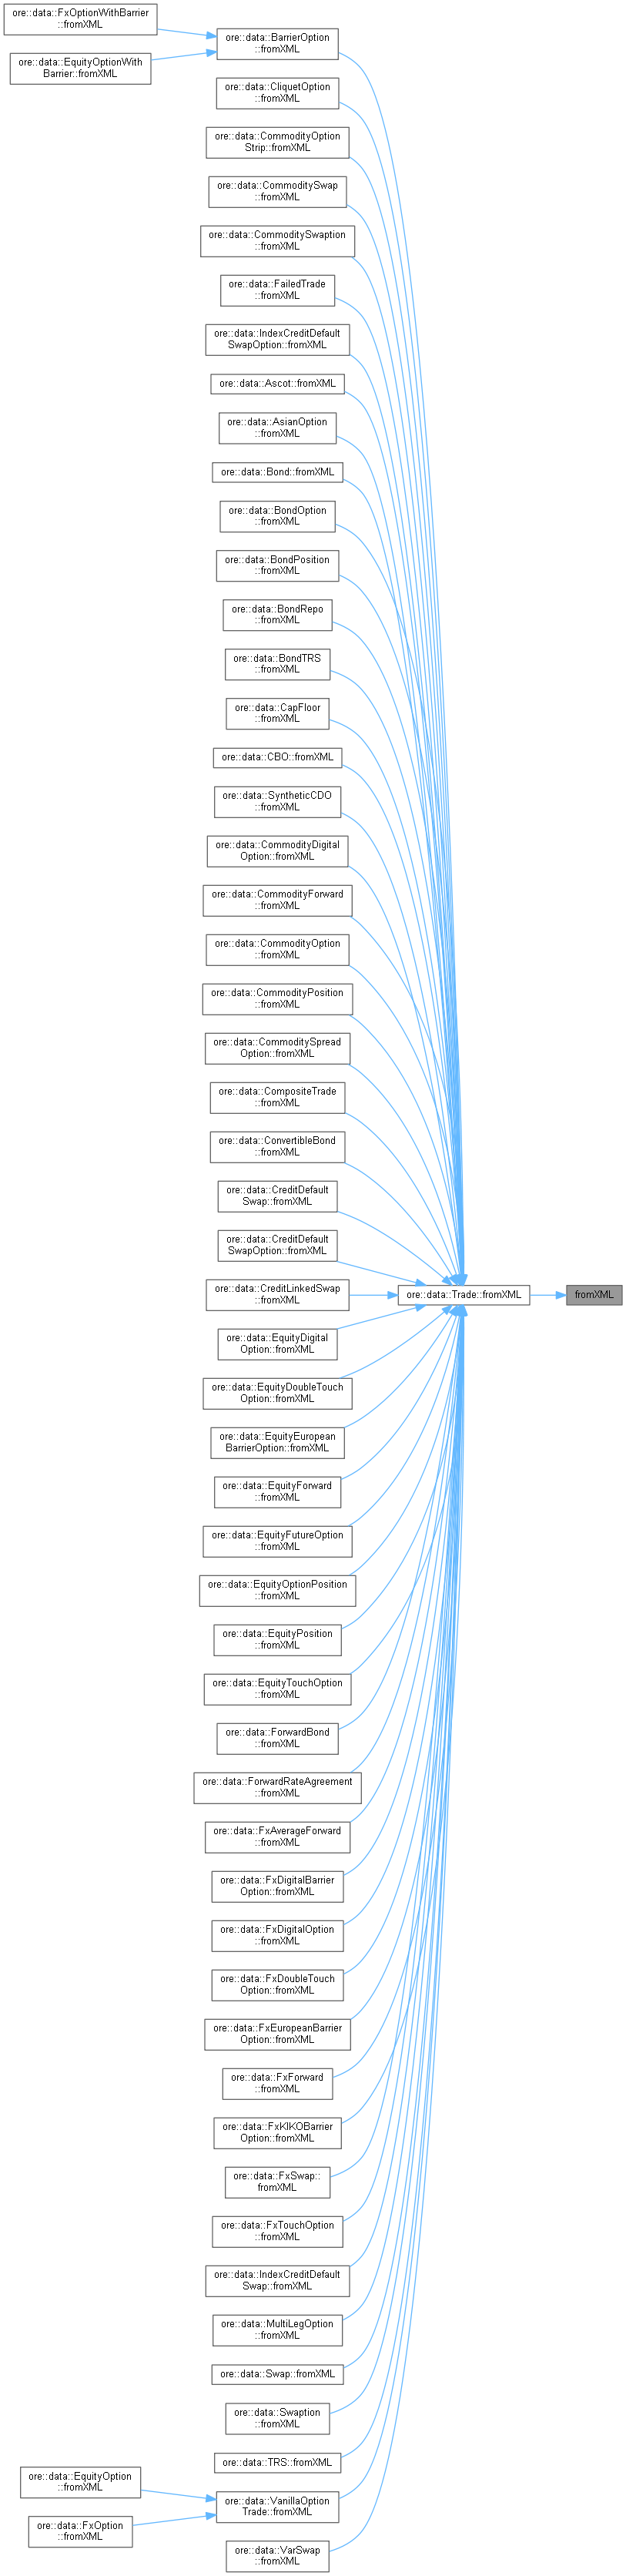 ore::data::FxOptionWithBarrier
::fromXML
ore::data::EquityOptionWith
Barrier::fromXML
ore::data::BarrierOption
::fromXML
ore::data::CliquetOption
::fromXML
ore::data::CommodityOption
Strip::fromXML
ore::data::CommoditySwap
::fromXML
ore::data::CommoditySwaption
::fromXML
ore::data::FailedTrade
::fromXML
ore::data::IndexCreditDefault
SwapOption::fromXML
ore::data::Ascot::fromXML
ore::data::AsianOption
::fromXML
ore::data::Bond::fromXML
ore::data::BondOption
::fromXML
ore::data::BondPosition
::fromXML
ore::data::BondRepo
::fromXML
ore::data::BondTRS
::fromXML
ore::data::CapFloor
::fromXML
ore::data::CBO::fromXML
ore::data::SyntheticCDO
::fromXML
ore::data::CommodityDigital
Option::fromXML
ore::data::CommodityForward
::fromXML
ore::data::CommodityOption
::fromXML
ore::data::CommodityPosition
::fromXML
ore::data::CommoditySpread
Option::fromXML
ore::data::CompositeTrade
::fromXML
ore::data::ConvertibleBond
::fromXML
ore::data::CreditDefault
Swap::fromXML
ore::data::CreditDefault
SwapOption::fromXML
ore::data::CreditLinkedSwap
::fromXML
ore::data::Trade::fromXML
fromXML
ore::data::EquityDigital
Option::fromXML
ore::data::EquityDoubleTouch
Option::fromXML
ore::data::EquityEuropean
BarrierOption::fromXML
ore::data::EquityForward
::fromXML
ore::data::EquityFutureOption
::fromXML
ore::data::EquityOptionPosition
::fromXML
ore::data::EquityPosition
::fromXML
ore::data::EquityTouchOption
::fromXML
ore::data::ForwardBond
::fromXML
ore::data::ForwardRateAgreement
::fromXML
ore::data::FxAverageForward
::fromXML
ore::data::FxDigitalBarrier
Option::fromXML
ore::data::FxDigitalOption
::fromXML
ore::data::FxDoubleTouch
Option::fromXML
ore::data::FxEuropeanBarrier
Option::fromXML
ore::data::FxForward
::fromXML
ore::data::FxKIKOBarrier
Option::fromXML
ore::data::FxSwap::
fromXML
ore::data::FxTouchOption
::fromXML
ore::data::IndexCreditDefault
Swap::fromXML
ore::data::MultiLegOption
::fromXML
ore::data::Swap::fromXML
ore::data::Swaption
::fromXML
ore::data::TRS::fromXML
ore::data::EquityOption
::fromXML
ore::data::FxOption
::fromXML
ore::data::VanillaOption
Trade::fromXML
ore::data::VarSwap
::fromXML